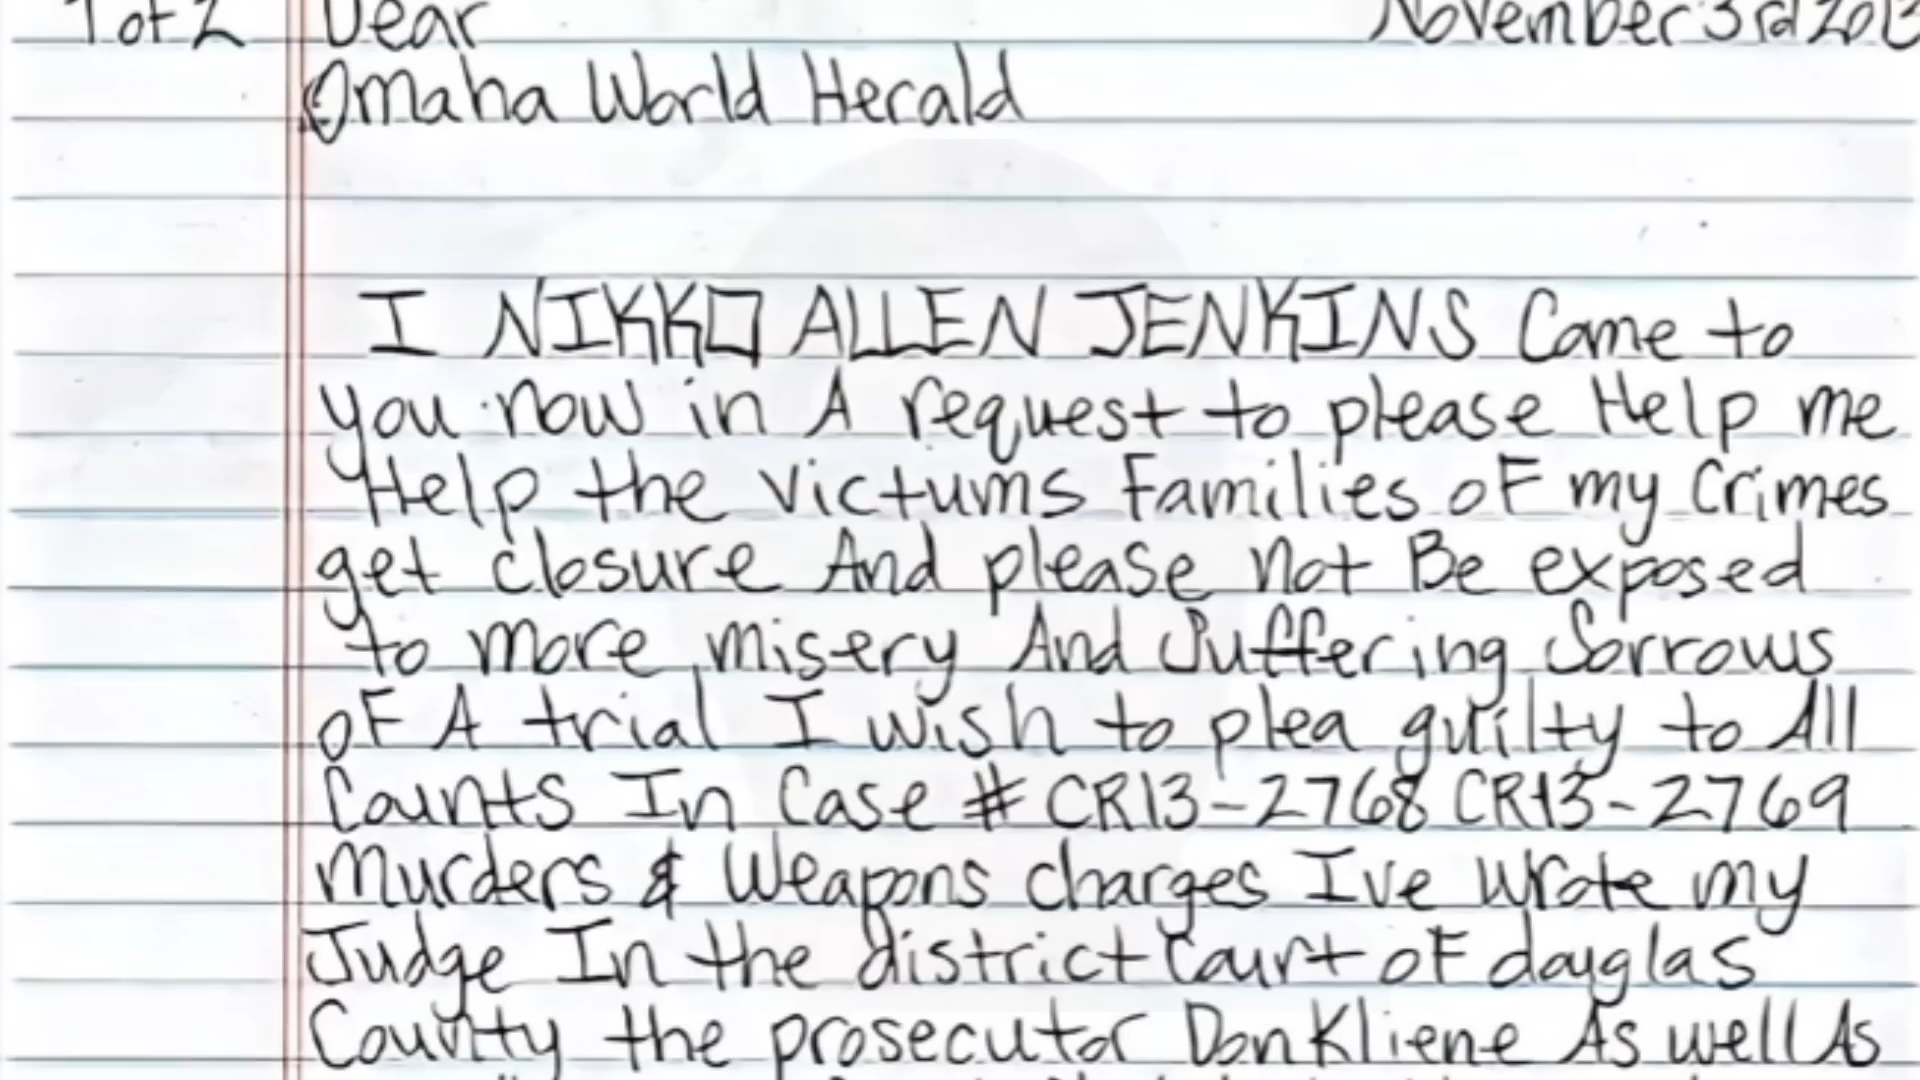 1 of 2 Dear November 3rd 2013
Omaha World Herald
I NIKKO ALLEN JENKINS Come to
you now in A request to please Help me
Help the victums Families oF my Crimes
get closure And please Not Be exposed
to more misery And Suffering Sorrows
oF A trial I wish to plea guilty to All
Counts In Case # CR13-2768 CR13-2769
Murders & Weapons charges Ive Wrote my
Judge In the district Court oF douglas
County the prosecutor Don Kliene As well As